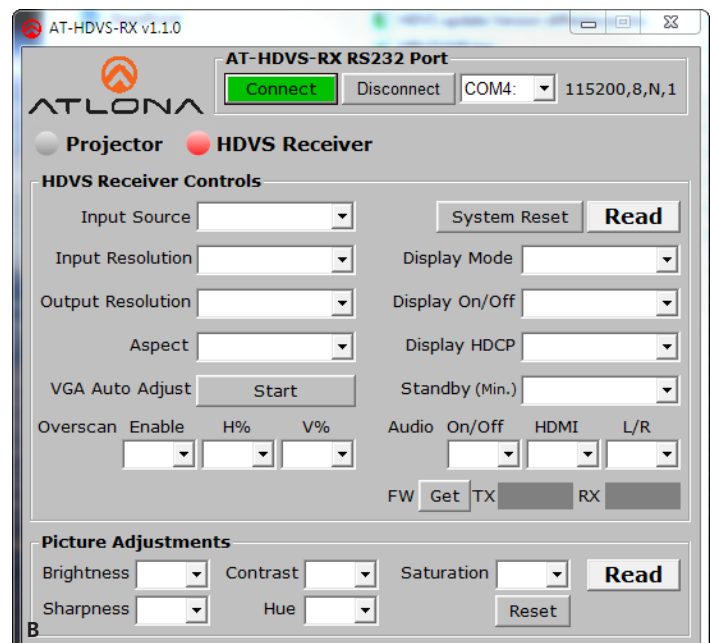 AT-HDVS-RX v1.1.0
ATLONA
AT-HDVS-RX RS232 Port
Connect Disconnect COM4: 115200,8,N,1
Projector HDVS Receiver
HDVS Receiver Controls
Input Source System Reset Read
Input Resolution Display Mode
Output Resolution Display On/Off
Aspect Display HDCP
VGA Auto Adjust Start Standby (Min.)
Overscan Enable H% V% Audio On/Off HDMI L/R
FW Get TX RX
Picture Adjustments
Brightness Contrast Saturation Read
Sharpness Hue Reset
B